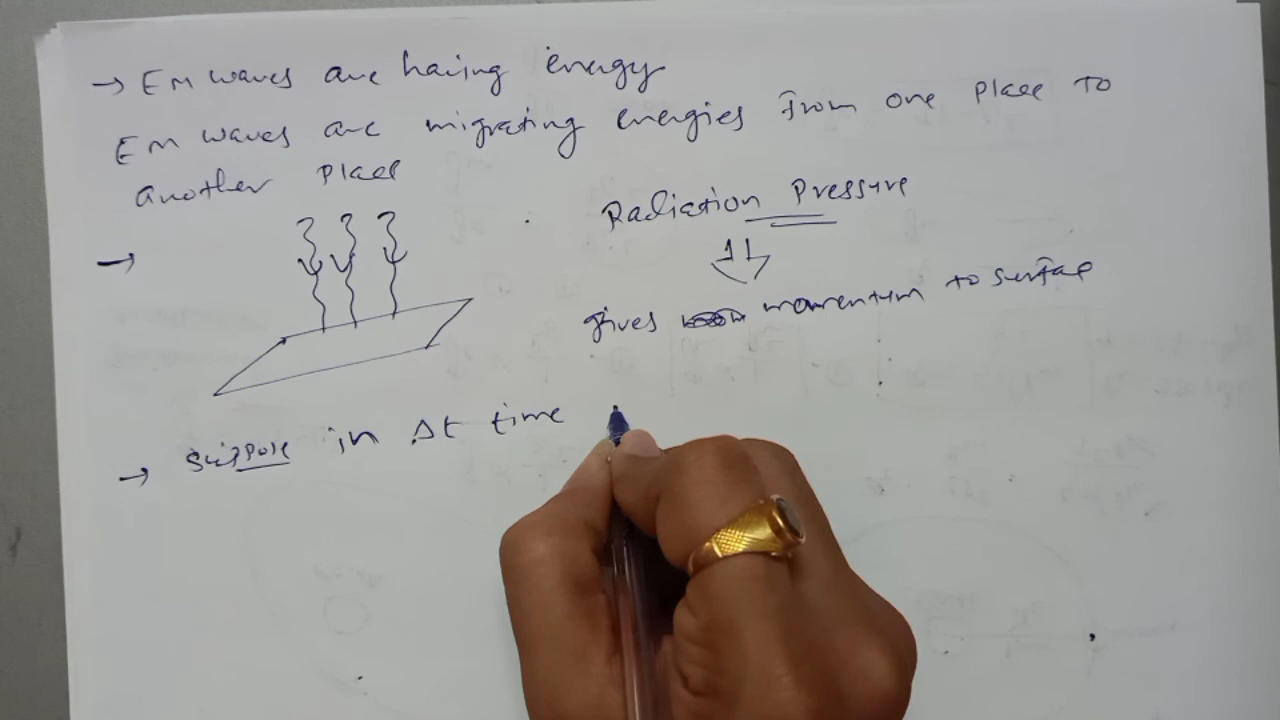 → EM waves are having energy
EM waves are migrating energies from one place to
another place
Radiation Pressure
gives momentum to surface
→ suppose in Δt time